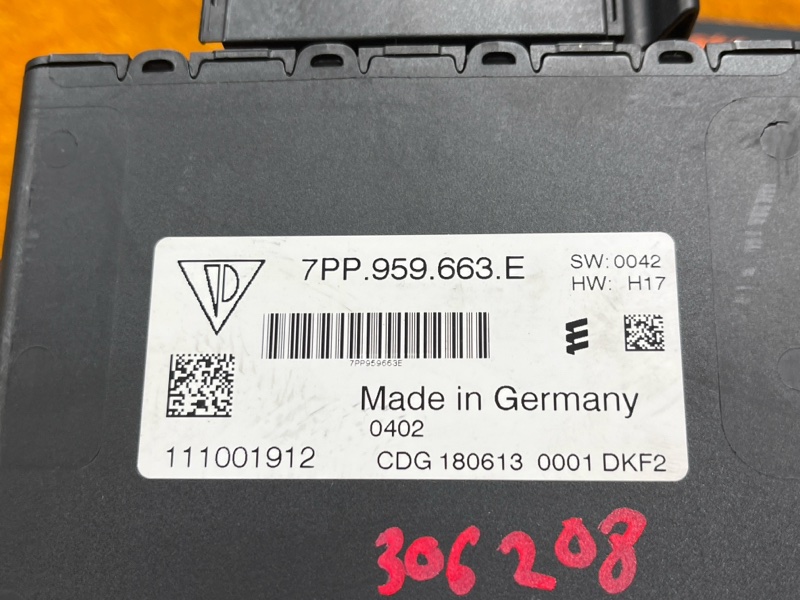 7PP.959.663.E
SW:0042
HW: H17
7PP959663E
Made in Germany
0402
111001912
CDG 180613 0001 DKF2
306208